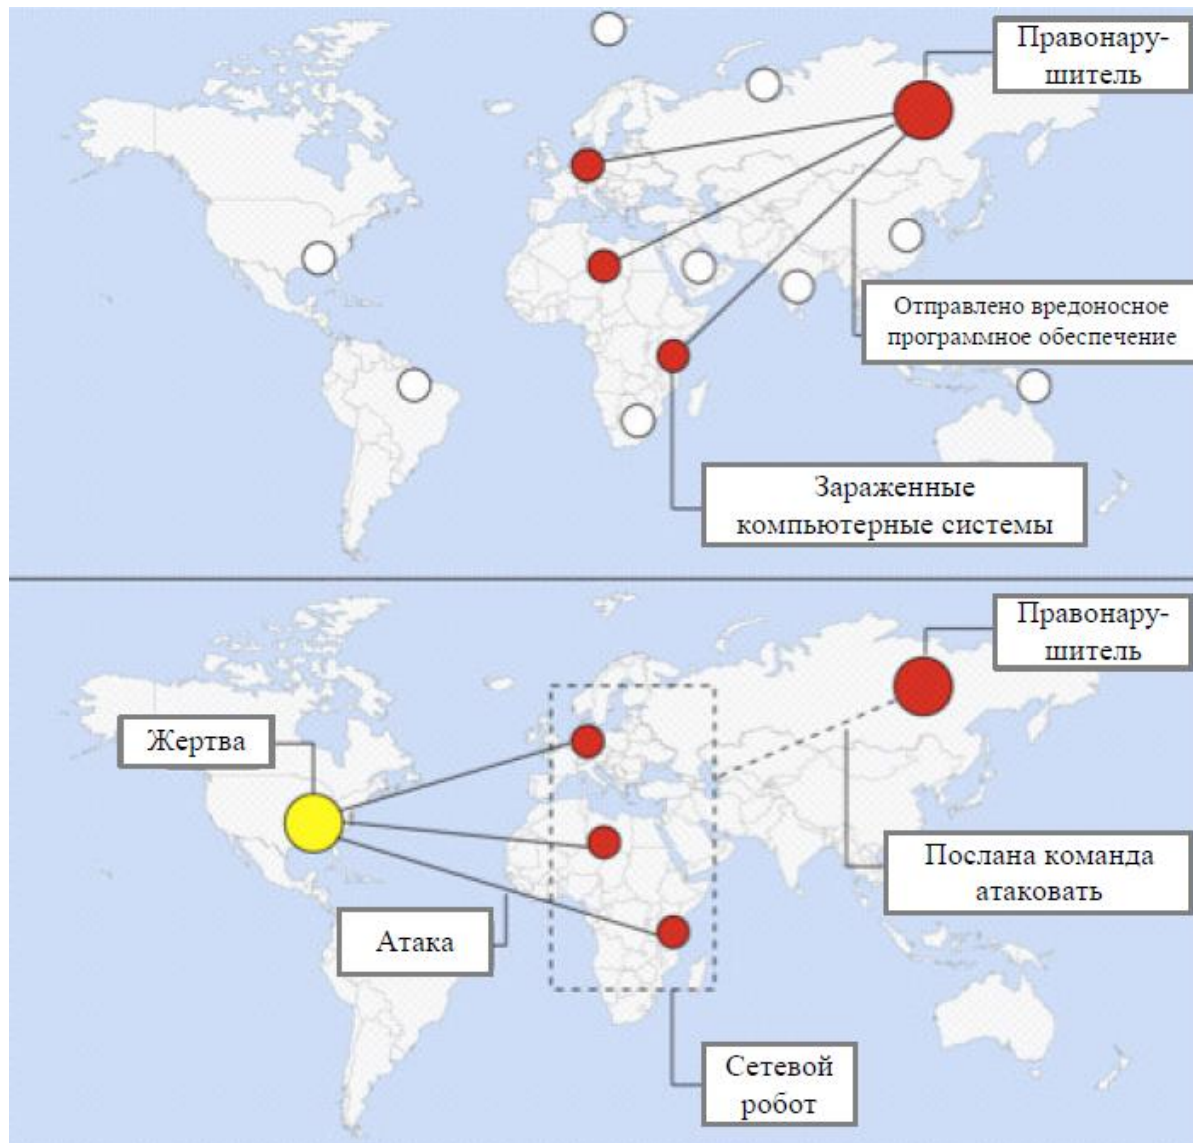 Правонару-
шитель
Отправлено вредоносное
программное обеспечение
Зараженные
компьютерные системы
Правонару-
шитель
Жертва
Послана команда
атаковать
Атака
Сетевой
робот